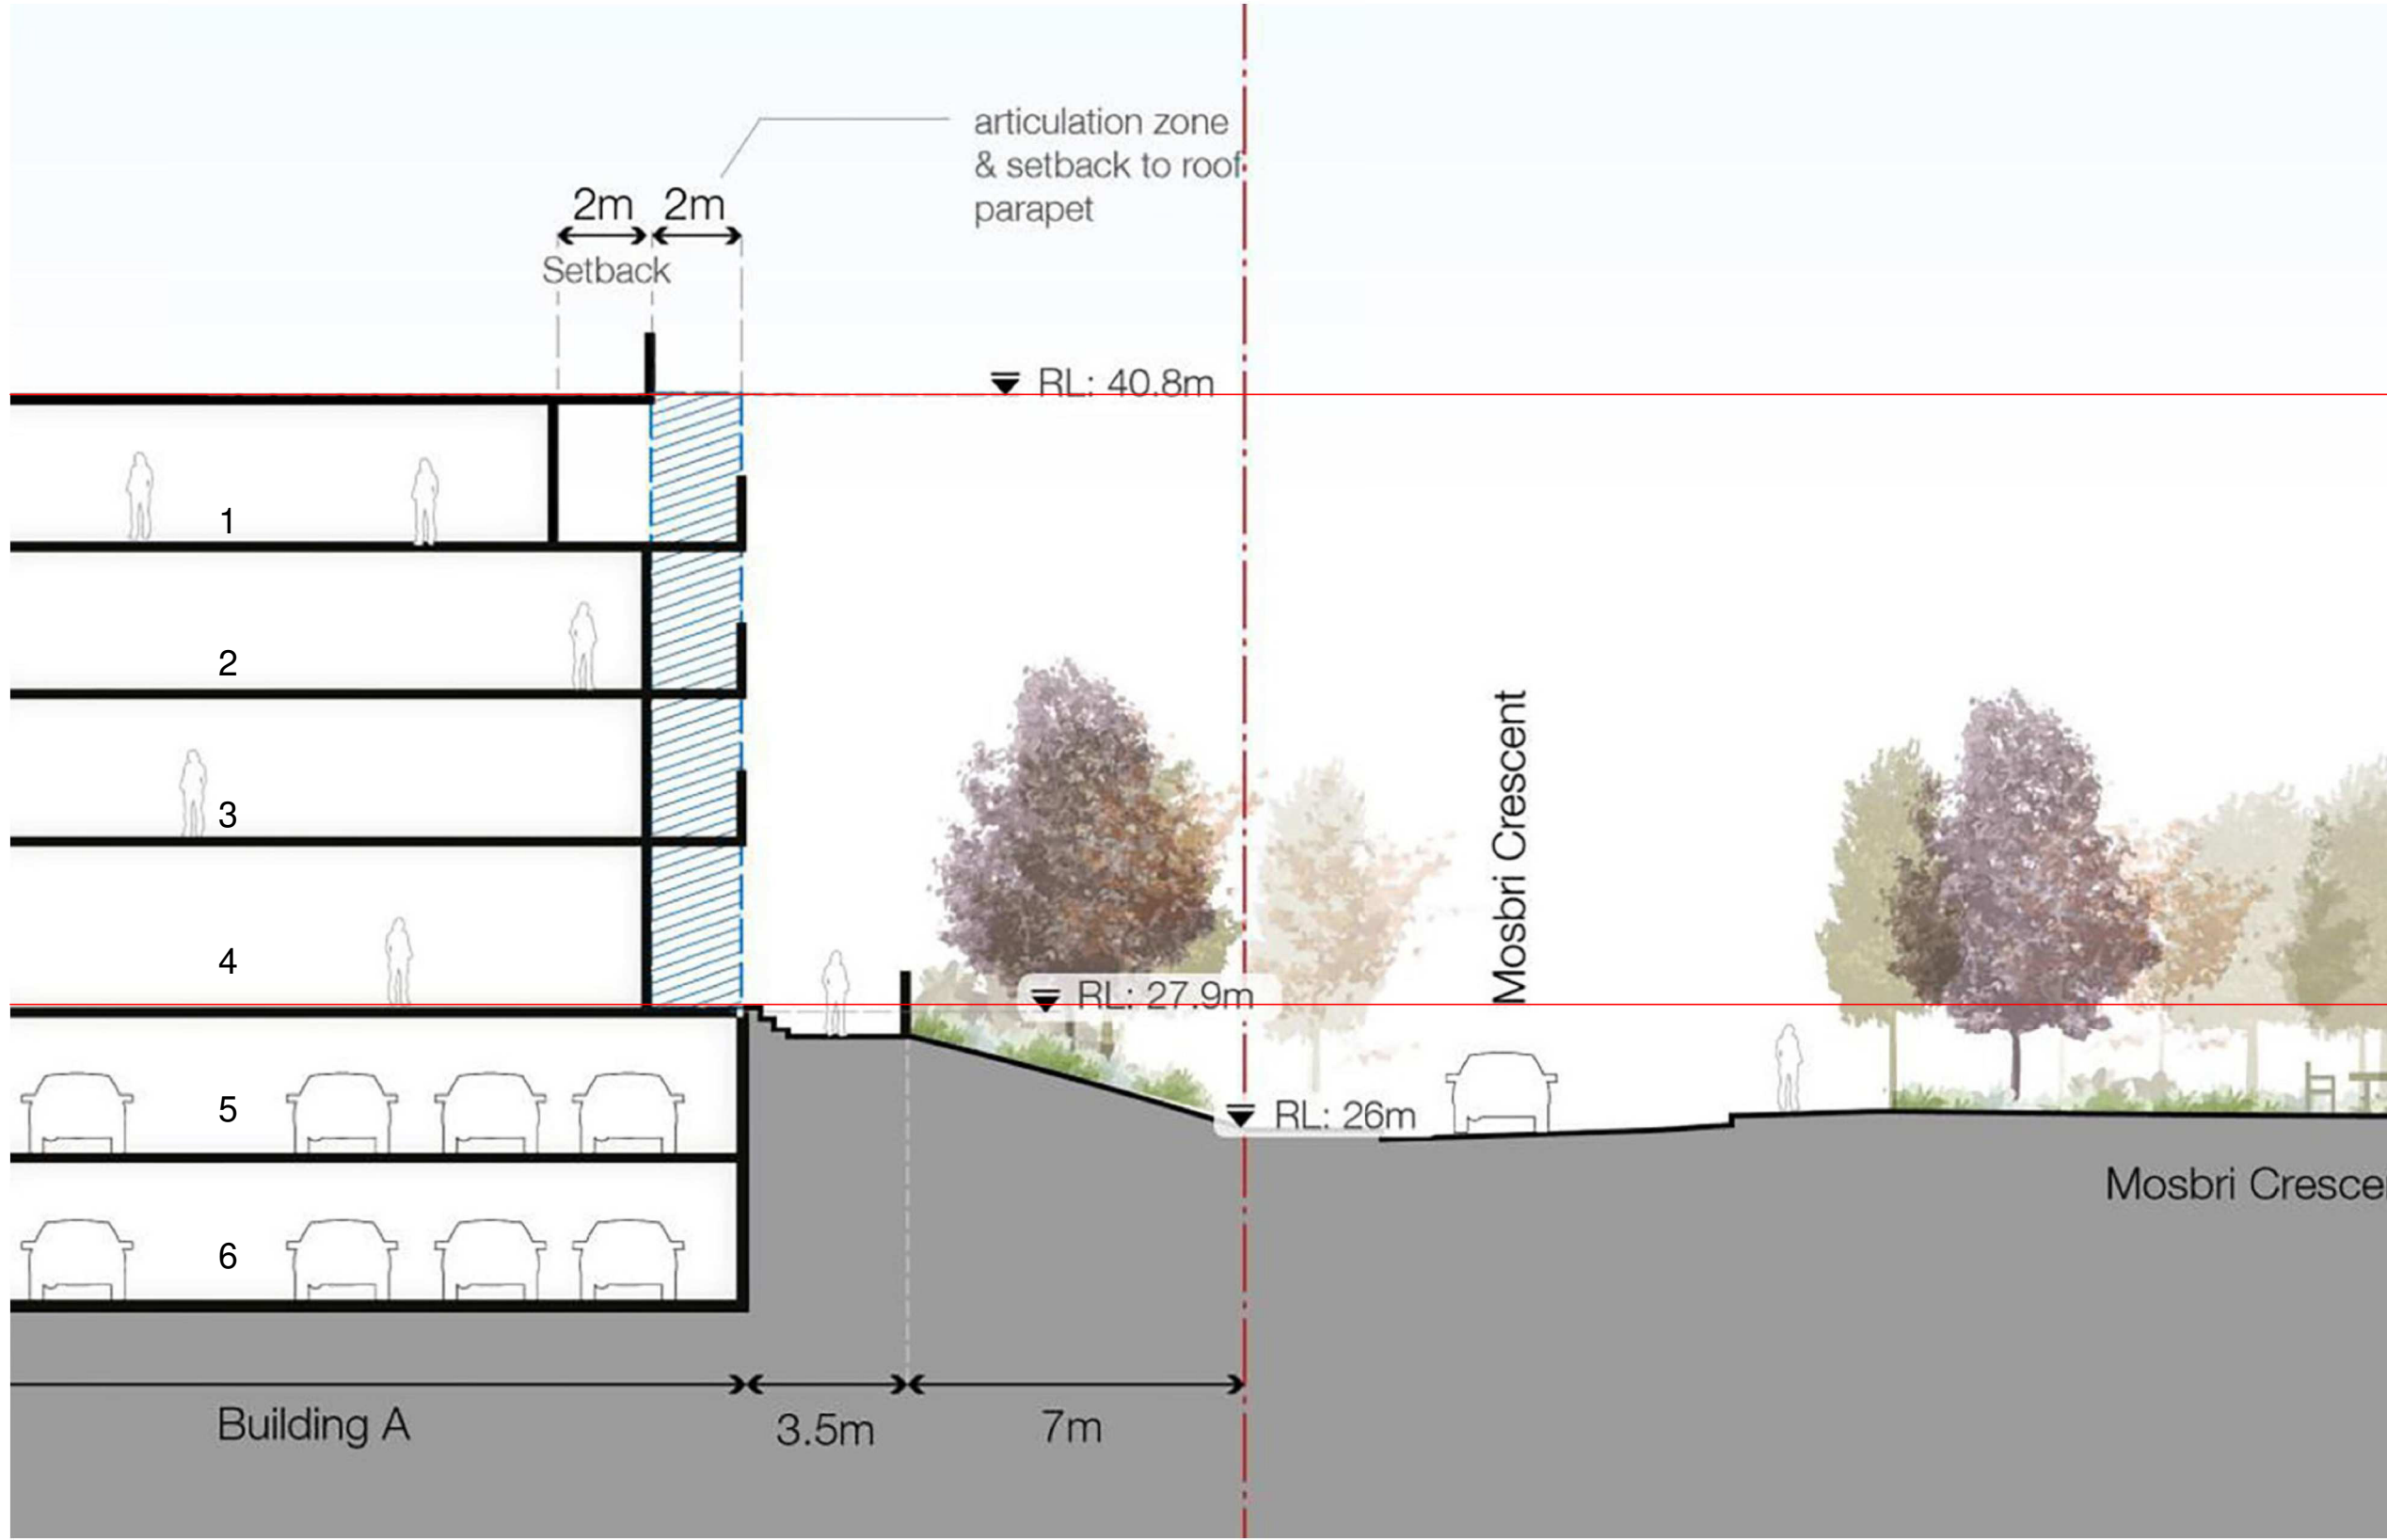 articulation zone
& setback to roof
parapet
2m 2m
Setback
RL: 40.8m
1
2
3
Mosbri Crescent
4
RL: 27.9m
5
RL: 26m
Mosbri Cresce
6
Building A
3.5m
7m